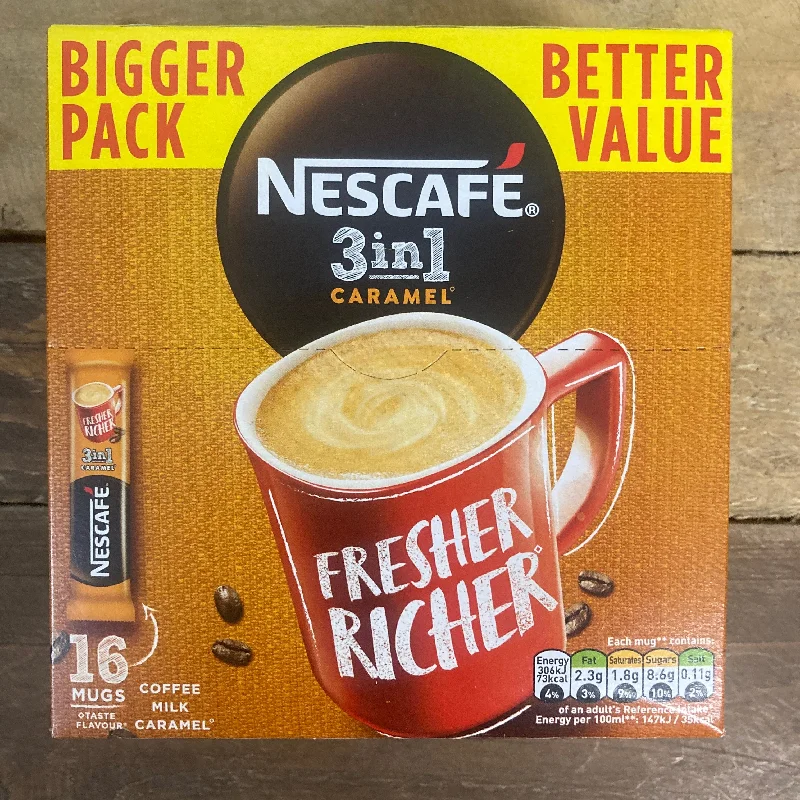 BIGGER
PACK
BETTER
VALUE
NESCAFÉ®
3in1
CARAMEL°
FRESHER
RICHER
3in1
CARAMEL
NESCAFÉ
FRESHER
RICHER°
16
MUGS
°TASTE
FLAVOUR
COFFEE
MILK
CARAMEL°
Each mug** contains:
Energy
306kJ
73kcal
4%
Fat
2.3g
3%
Saturates
1.8g
9%
Sugars
8.6g
10%
Salt
0.11g
2%
of an adult's Reference Intake*
Energy per 100ml**: 147kJ / 35kcal